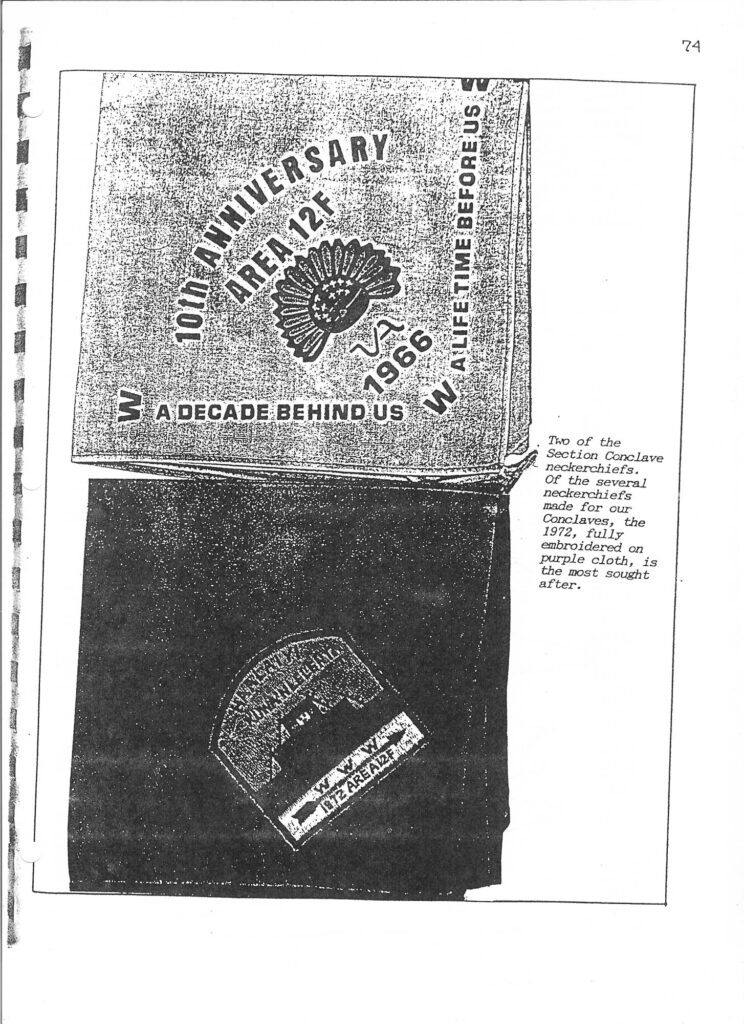 74
10th ANNIVERSARY
AREA 12F
VA
1966
W
A DECADE BEHIND US
W
A LIFE TIME BEFORE US
W
Two of the
Section Conclave
neckerchiefs.
Of the several
neckerchiefs
made for our
Conclaves, the
1972, fully
embroidered on
purple cloth, is
the most sought
after.
W W W
1972 AREA 12F